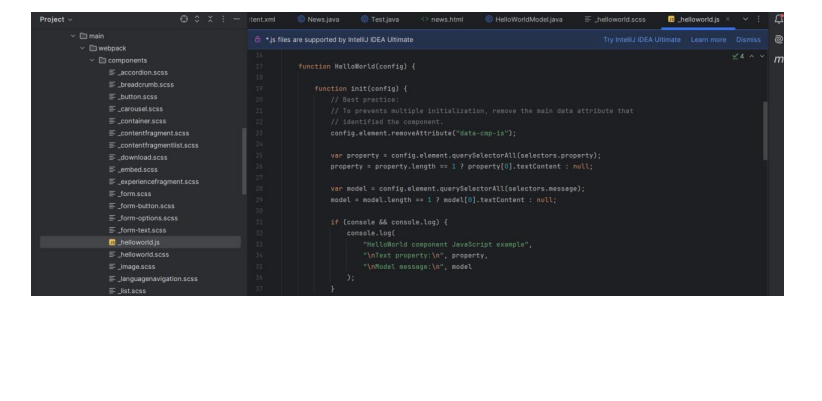 Project
tent.xml
News.java
Test.java
<> news.html
HelloWorldModel.java
_helloworld.scss
JS _helloworld.js
main
webpack
components
_accordion.scss
_breadcrumb.scss
_button.scss
_carousel.scss
_container.scss
_contentfragment.scss
_contentfragmentlist.scss
_download.scss
_embed.scss
_experiencefragment.scss
_form.scss
_form-button.scss
_form-options.scss
_form-text.scss
JS _helloworld.js
_helloworld.scss
_image.scss
_languagenavigation.scss
_list.scss
*.js files are supported by IntelliJ IDEA Ultimate
Try IntelliJ IDEA Ultimate Learn more Dismiss
4
m
16
17 function HelloWorld(config) {
18
19 function init(config) {
20 // Best practice:
21 // To prevents multiple initialization, remove the main data attribute that
22 // identified the component.
23 config.element.removeAttribute("data-cmp-is");
24
25 var property = config.element.querySelectorAll(selectors.property);
26 property = property.length == 1 ? property[0].textContent : null;
27
28 var model = config.element.querySelectorAll(selectors.message);
29 model = model.length == 1 ? model[0].textContent : null;
30
31 if (console && console.log) {
32 console.log(
33 "HelloWorld component JavaScript example",
34 "\nText property:\n", property,
35 "\nModel message:\n", model
36 );
37 }